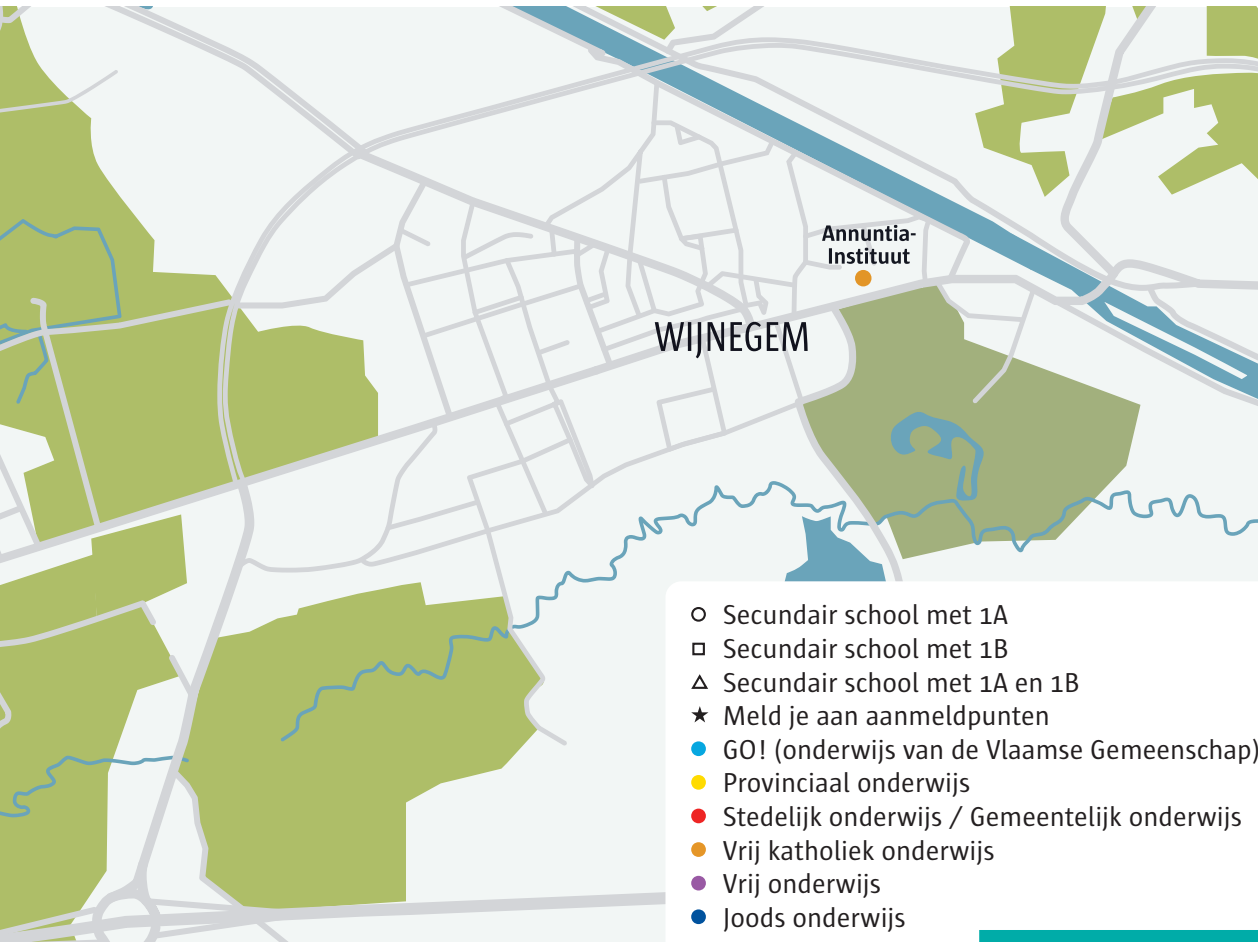 Annuntia-
Instituut
WIJNEGEM
Secundair school met 1A
Secundair school met 1B
Secundair school met 1A en 1B
Meld je aan aanmeldpunten
GO! (onderwijs van de Vlaamse Gemeenschap)
Provinciaal onderwijs
Stedelijk onderwijs / Gemeentelijk onderwijs
Vrij katholiek onderwijs
Vrij onderwijs
Joods onderwijs